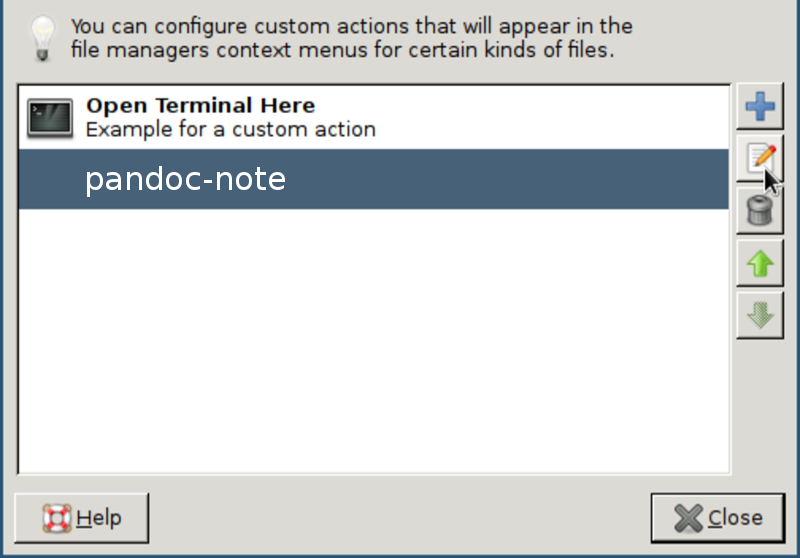 You can configure custom actions that will appear in the
file managers context menus for certain kinds of files.
Open Terminal Here
Example for a custom action
pandoc-note
Help
Close